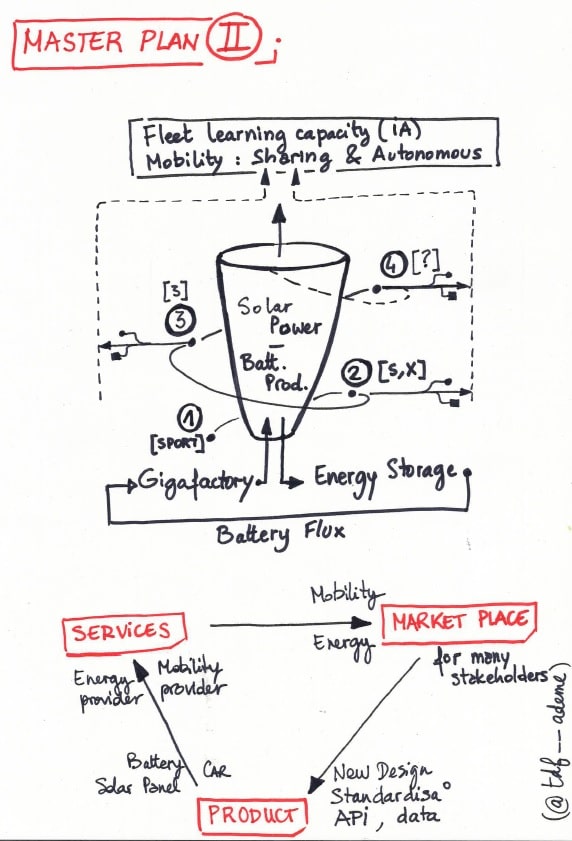 MASTER PLAN II ;
Fleet learning capacity (IA)
Mobility : Sharing & Autonomous
④ [?]
[3]
③
Solar
Power
–
Batt.
Prod.
② [S,X]
①
[SPORT]
Gigafactory
Energy Storage
Battery Flux
Mobility
SERVICES
MARKET PLACE
Energy
for many
stakeholders
Energy
provider
Mobility
provider
Battery
Solar Panel
CAR
New Design
Standardisa°
API, data
PRODUCT
(@tdf--ademe)